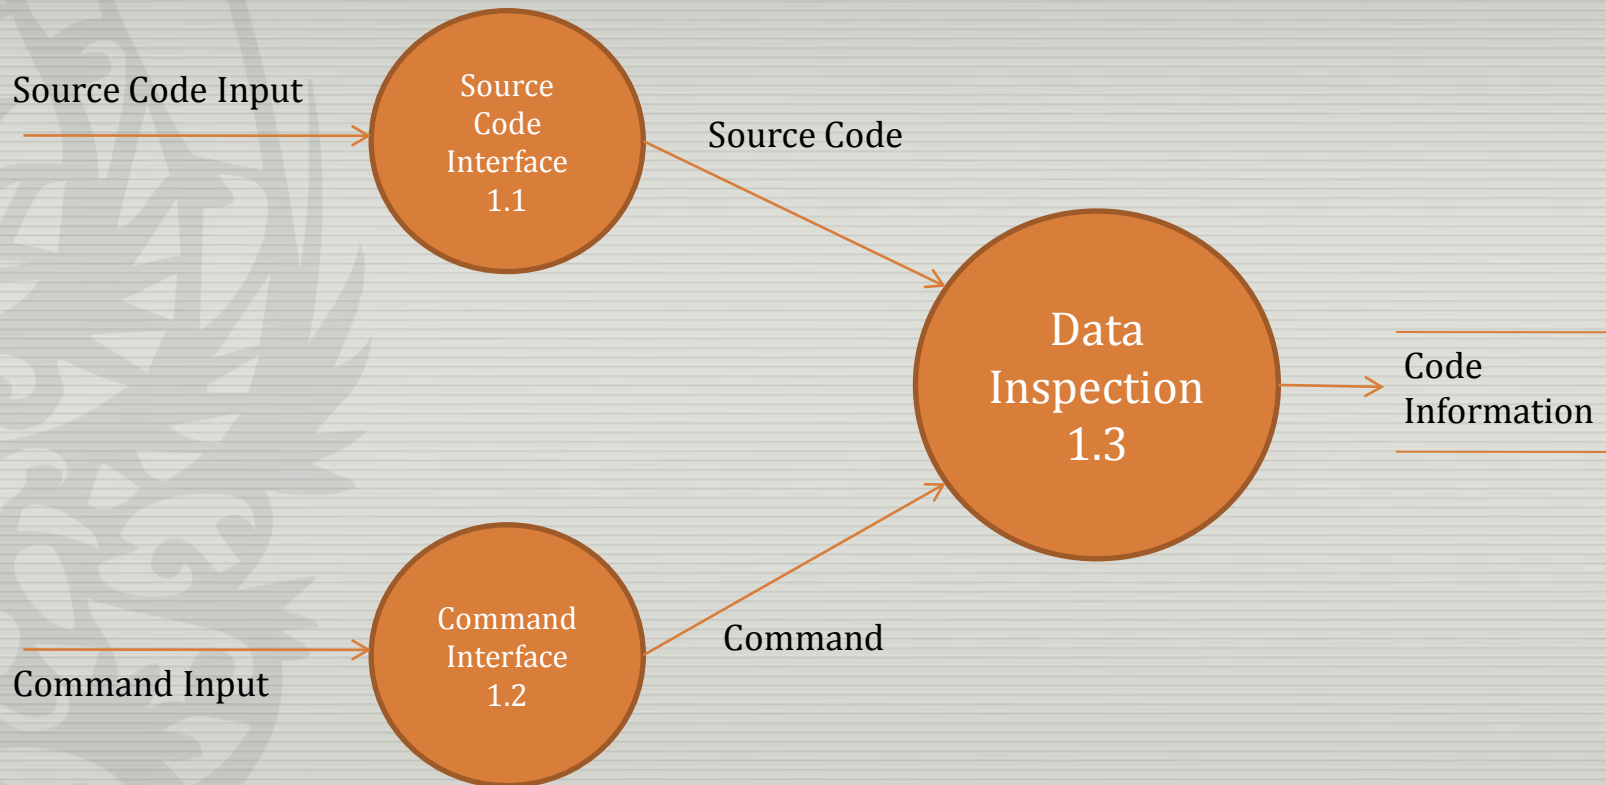 Source Code Input
Source
Code
Interface
1.1
Source Code
Data
Inspection
1.3
Code
Information
Command
Interface
1.2
Command
Command Input